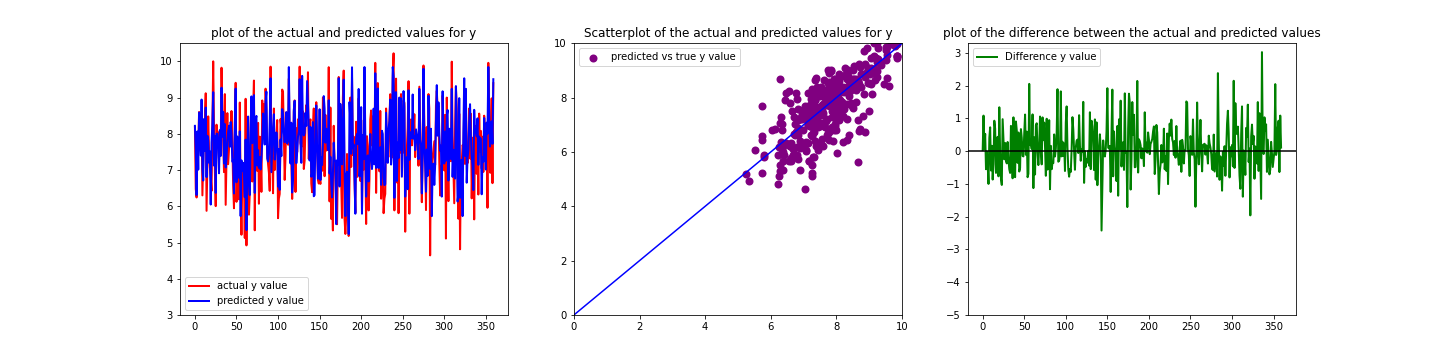 plot of the actual and predicted values for y
10
9
8
7
6
5
4
3
actual y value
predicted y value
0 50 100 150 200 250 300 350
Scatterplot of the actual and predicted values for y
10
8
6
4
2
0
predicted vs true y value
0 2 4 6 8 10
plot of the difference between the actual and predicted values
3
2
1
0
−1
−2
−3
−4
−5
Difference y value
0 50 100 150 200 250 300 350